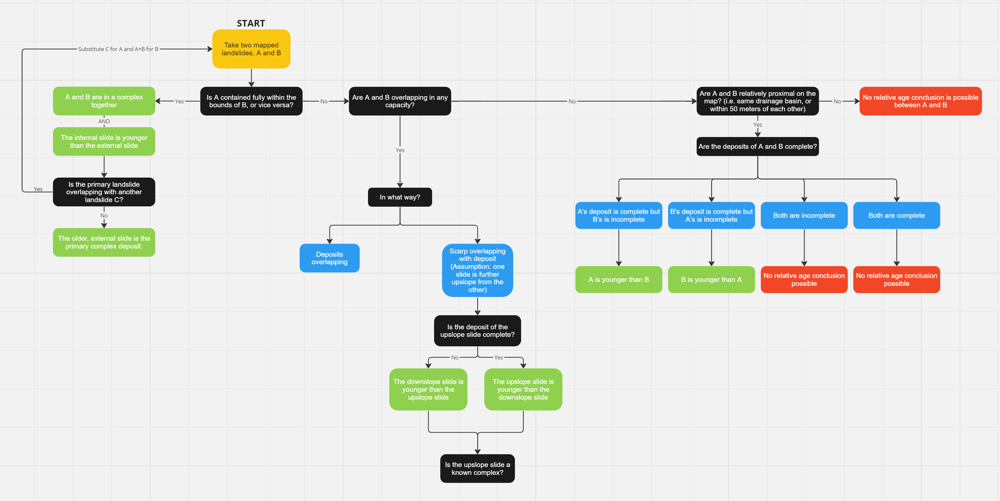 START
Take two mapped
landslides, A and B
Substitute C for A and A+B for B
Is A contained fully within the
bounds of B, or vice versa?
Yes
A and B are in a complex
together
AND
The internal slide is younger
than the external slide
Is the primary landslide
overlapping with another
landslide C?
Yes
No
The older, external slide is the
primary complex deposit.
No
Are A and B overlapping in any
capacity?
Yes
In what way?
Deposits
overlapping
Scarp overlapping
with deposit
(Assumption: one
slide is further
upslope from the
other)
Is the deposit of the
upslope slide complete?
No
Yes
The downslope slide is
younger than the
upslope slide
The upslope slide is
younger than the
downslope slide
Is the upslope slide a
known complex?
No
Are A and B relatively proximal on the
map? (i.e. same drainage basin, or
within 50 meters of each other)
No
No relative age conclusion is possible
between A and B
Yes
Are the deposits of A and B complete?
A's deposit is complete but
B's is incomplete
B's deposit is complete but
A's is incomplete
Both are incomplete
Both are complete
A is younger than B
B is younger than A
No relative age conclusion
possible
No relative age conclusion
possible